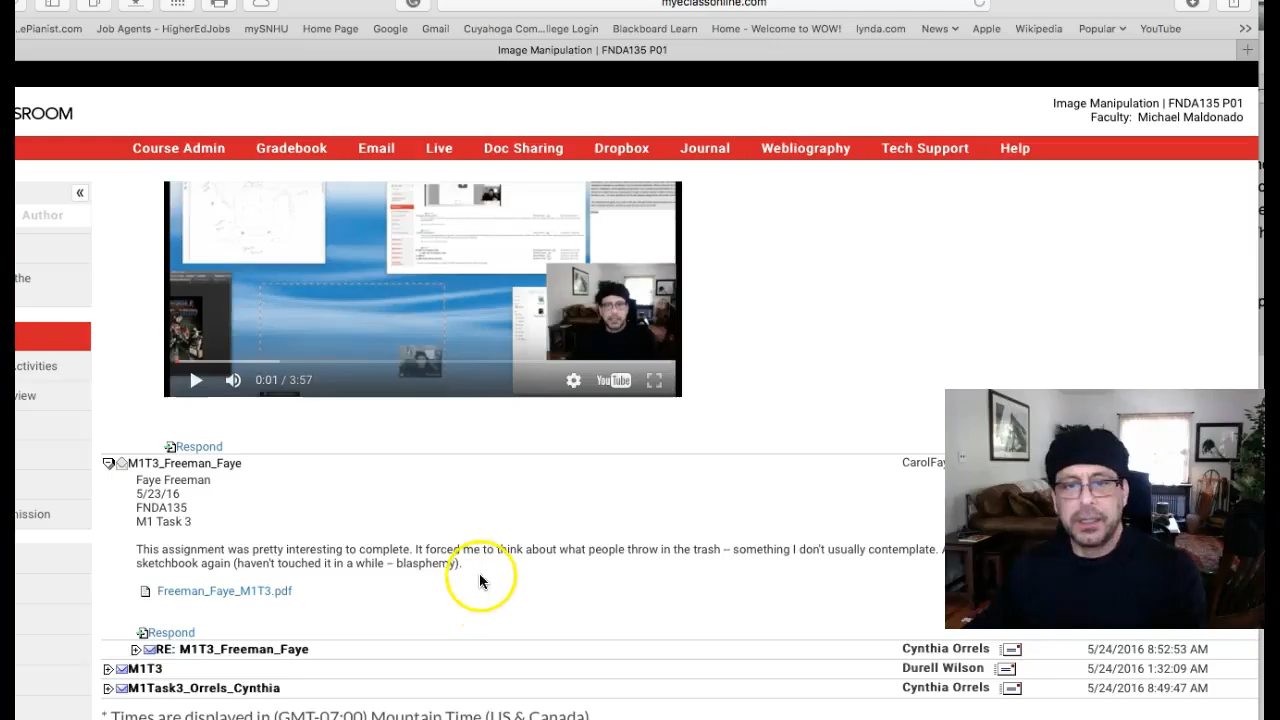 myeclassonline.com
.ePianist.com Job Agents - HigherEdJobs mySNHU Home Page Google Gmail Cuyahoga Com...llege Login Blackboard Learn Home - Welcome to WOW! lynda.com News Apple Wikipedia Popular YouTube
Image Manipulation | FNDA135 P01
SROOM
Image Manipulation | FNDA135 P01
Faculty: Michael Maldonado
Course Admin Gradebook Email Live Doc Sharing Dropbox Journal Webliography Tech Support Help
Author
the
ctivities
view
mission
0:01 / 3:57 YouTube
Respond
M1T3_Freeman_Faye CarolFay
Faye Freeman
5/23/16
FNDA135
M1 Task 3
This assignment was pretty interesting to complete. It forced me to think about what people throw in the trash -- something I don't usually contemplate.
sketchbook again (haven't touched it in a while -- blasphemy).
Freeman_Faye_M1T3.pdf
Respond
RE: M1T3_Freeman_Faye Cynthia Orrels 5/24/2016 8:52:53 AM
M1T3 Durell Wilson 5/24/2016 1:32:09 AM
M1Task3_Orrels_Cynthia Cynthia Orrels 5/24/2016 8:49:47 AM
* Times are displayed in (GMT-07:00) Mountain Time (US & Canada)